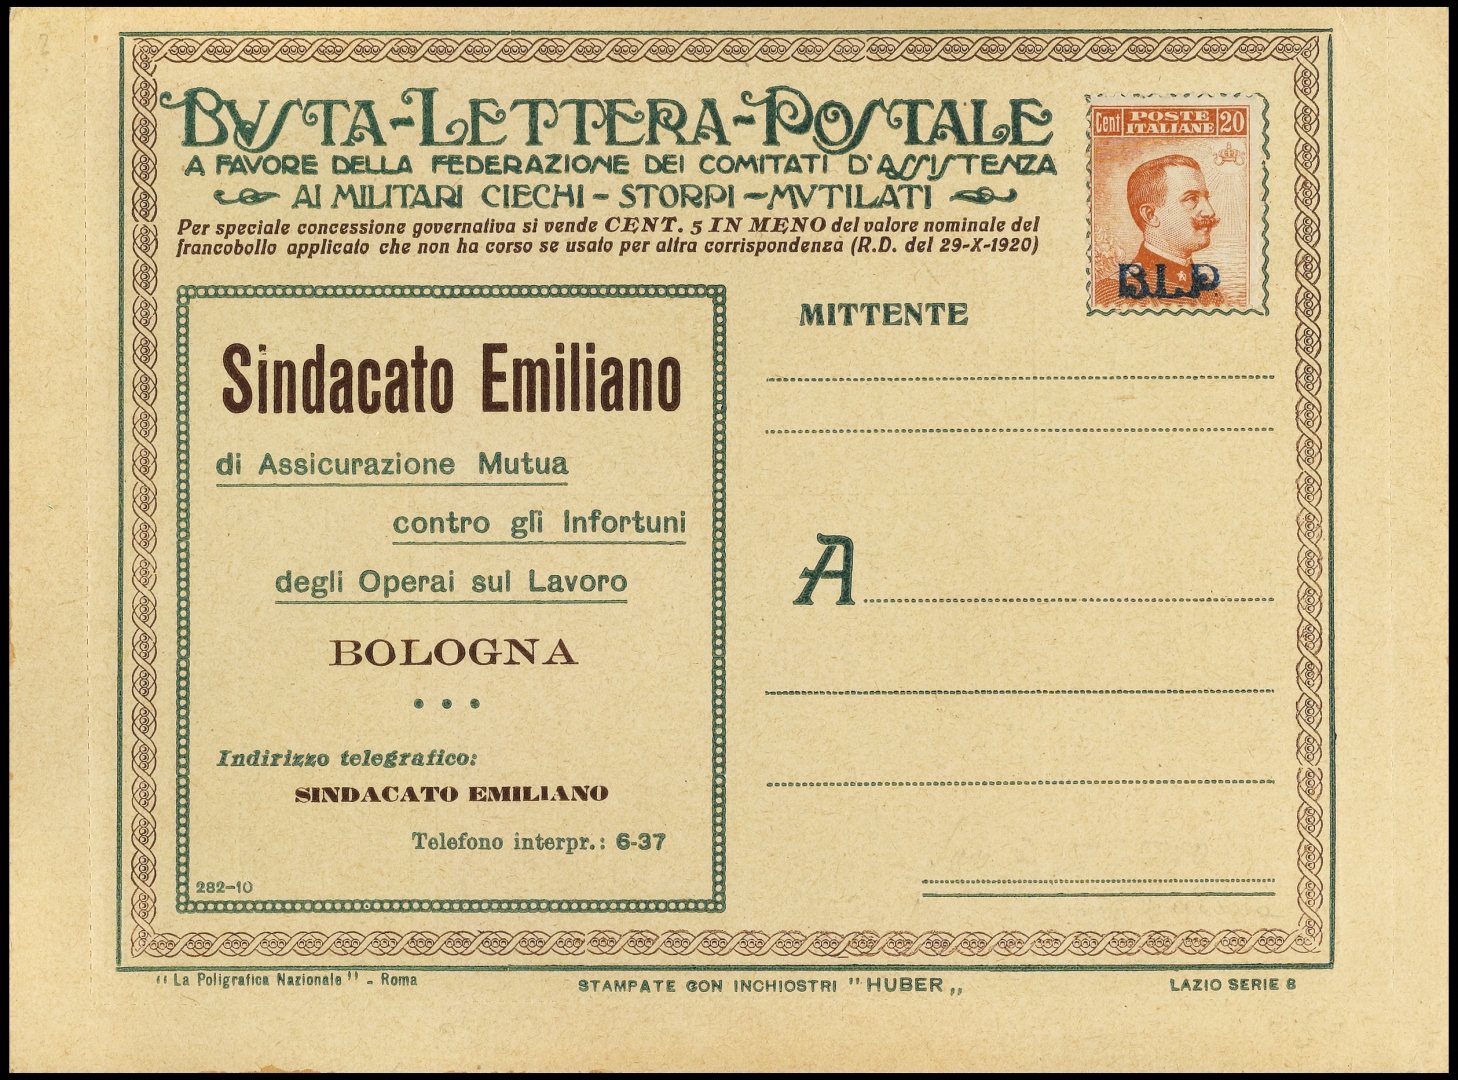 BUSTA-LETTERA-POSTALE
A FAVORE DELLA FEDERAZIONE DEI COMITATI D'ASSISTENZA
AI MILITARI CIECHI - STORPI - MVTILATI
Per speciale concessione governativa si vende CENT. 5 IN MENO del valore nominale del
francobollo applicato che non ha corso se usato per altra corrispondenza (R.D. del 29-X-1920)
Cent POSTE ITALIANE 20
B.L.P.
Sindacato Emiliano
di Assicurazione Mutua
contro gli Infortuni
degli Operai sul Lavoro
BOLOGNA
Indirizzo telegrafico:
SINDACATO EMILIANO
Telefono interpr.: 6-37
282-10
MITTENTE
A
"La Poligrafica Nazionale" - Roma
STAMPATE CON INCHIOSTRI "HUBER„
LAZIO SERIE 8